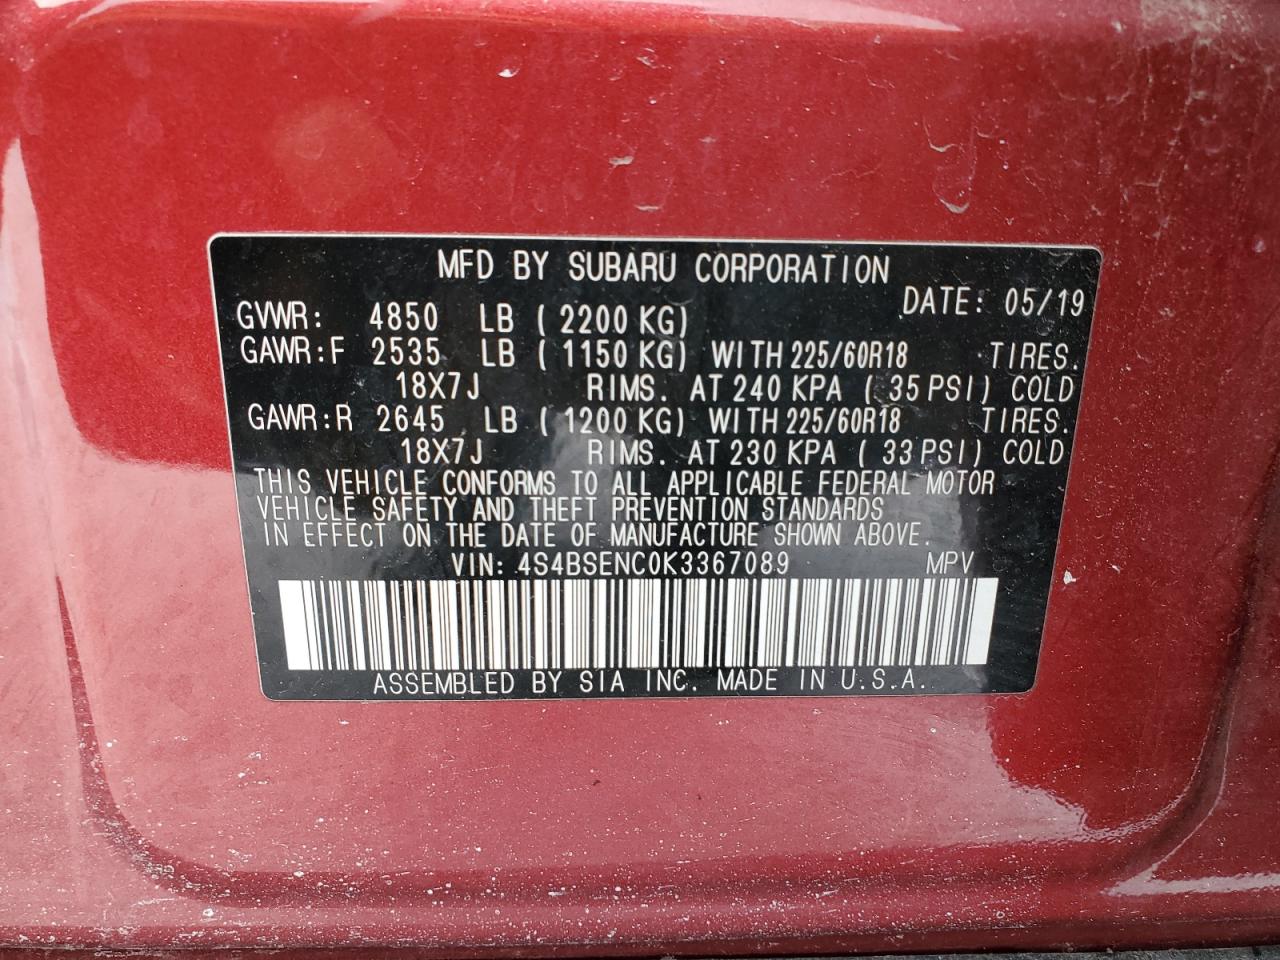 MFD BY SUBARU CORPORATION
DATE: 05/19
GVWR: 4850 LB (2200 KG)
GAWR:F 2535 LB (1150 KG) WITH 225/60R18 TIRES.
18X7J RIMS. AT 240 KPA (35 PSI) COLD
GAWR:R 2645 LB (1200 KG) WITH 225/60R18 TIRES.
18X7J RIMS. AT 230 KPA (33 PSI) COLD
THIS VEHICLE CONFORMS TO ALL APPLICABLE FEDERAL MOTOR
VEHICLE SAFETY AND THEFT PREVENTION STANDARDS
IN EFFECT ON THE DATE OF MANUFACTURE SHOWN ABOVE.
VIN: 4S4BSENC0K3367089 MPV
ASSEMBLED BY SIA INC. MADE IN U.S.A.